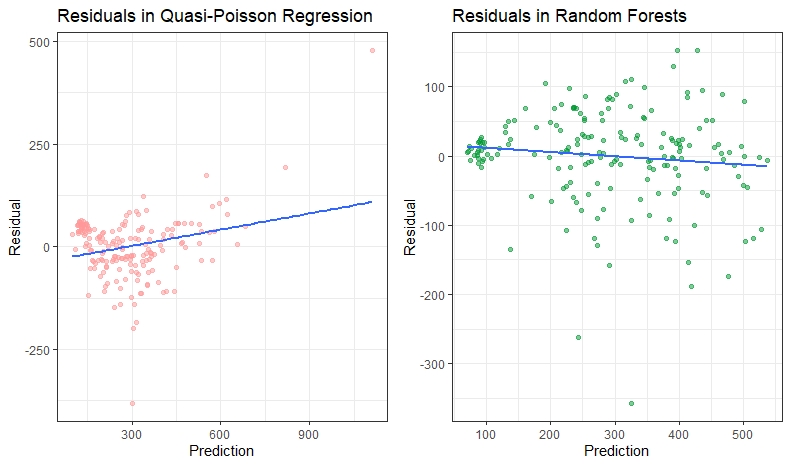 Residuals in Quasi-Poisson Regression
500
250
0
-250
Residual
300
600
900
Prediction
Residuals in Random Forests
100
0
-100
-200
-300
Residual
100
200
300
400
500
Prediction